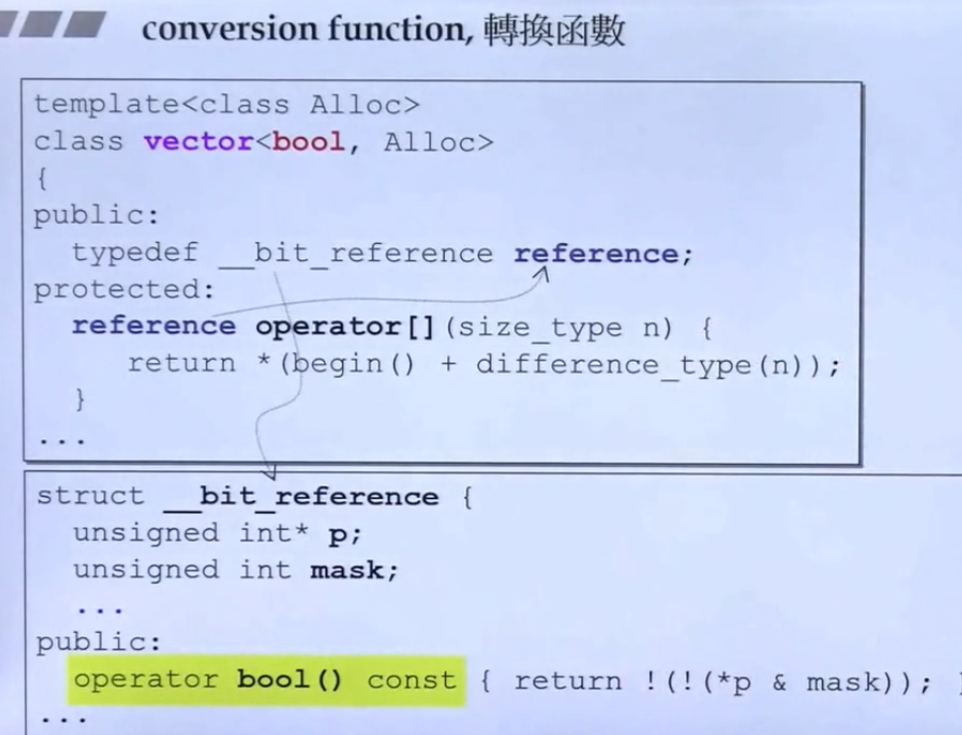 conversion function, 轉換函數
template<class Alloc>
class vector<bool, Alloc>
{
public:
  typedef __bit_reference reference;
protected:
  reference operator[](size_type n) {
    return *(begin() + difference_type(n));
  }
...
struct __bit_reference {
  unsigned int* p;
  unsigned int mask;
  ...
public:
  operator bool() const { return !(!(*p & mask)); }
...